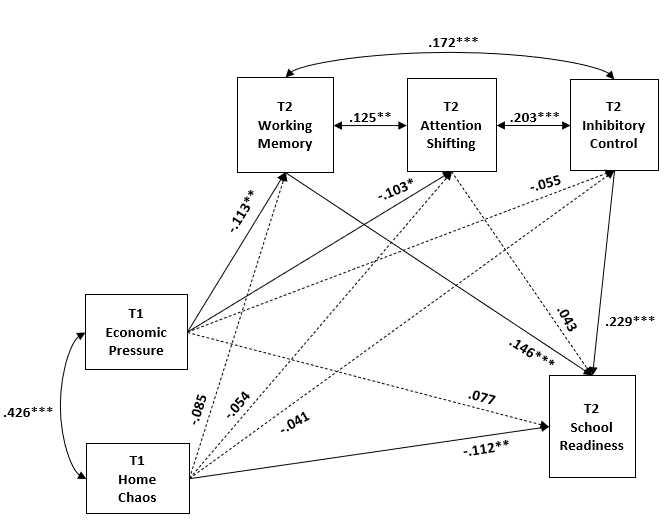 .172***
T2
Working
Memory
.125**
T2
Attention
Shifting
.203***
T2
Inhibitory
Control
-.113**
-.103*
-.055
T1
Economic
Pressure
.043
.229***
.146***
.426***
-.085
-.054
-.041
.077
T2
School
Readiness
-.112**
T1
Home
Chaos